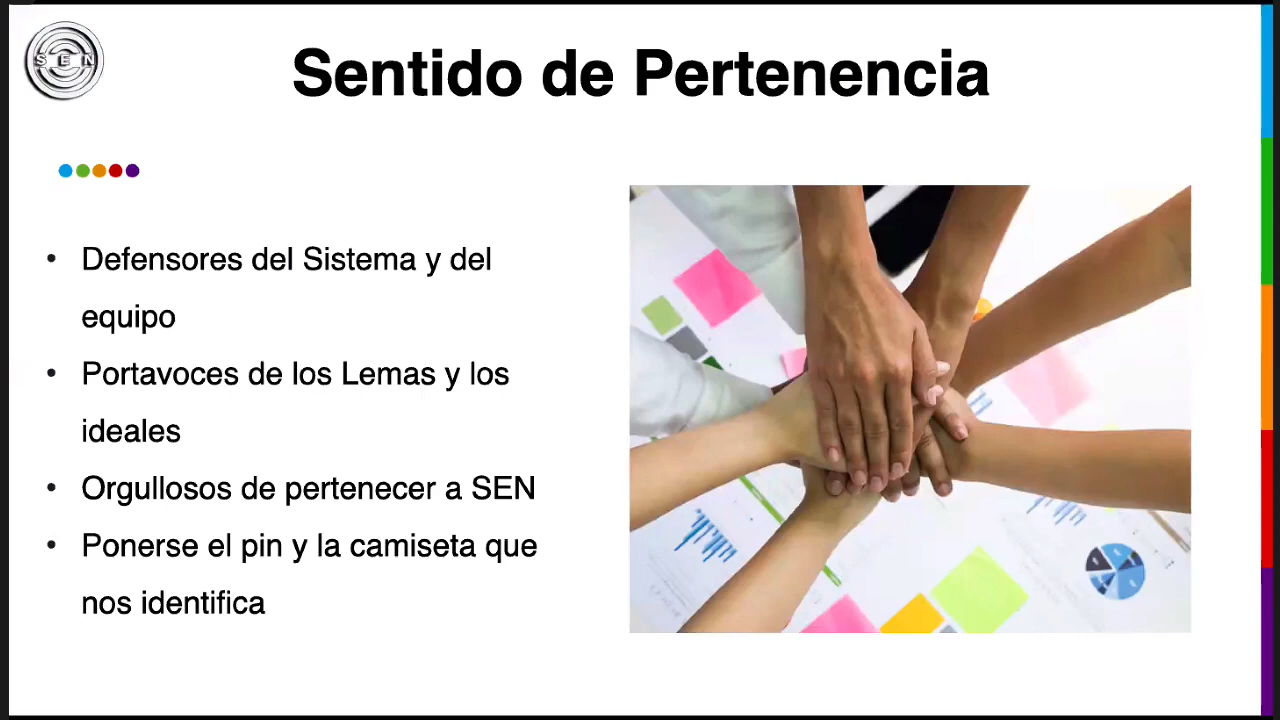 SEN
Sentido de Pertenencia
• Defensores del Sistema y del
equipo
• Portavoces de los Lemas y los
ideales
• Orgullosos de pertenecer a SEN
• Ponerse el pin y la camiseta que
nos identifica